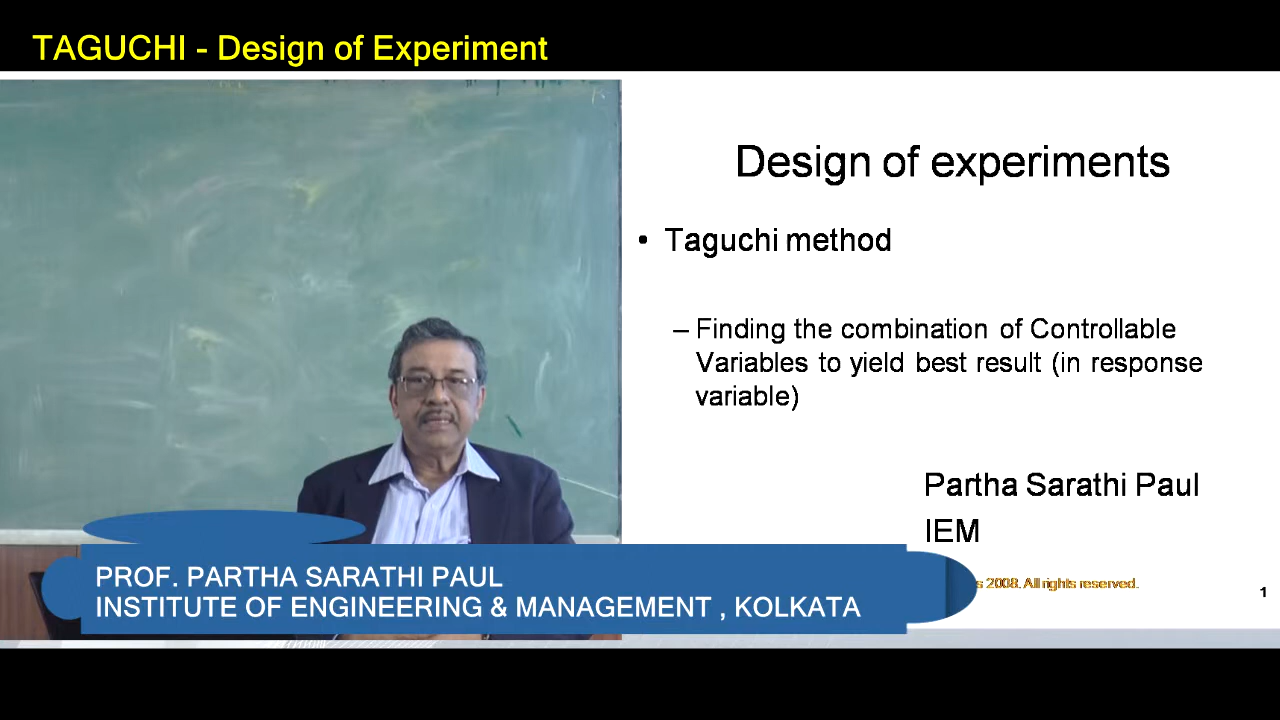 TAGUCHI - Design of Experiment
Design of experiments
• Taguchi method
– Finding the combination of Controllable
Variables to yield best result (in response
variable)
Partha Sarathi Paul
IEM
2008. All rights reserved.
1
PROF. PARTHA SARATHI PAUL
INSTITUTE OF ENGINEERING & MANAGEMENT , KOLKATA